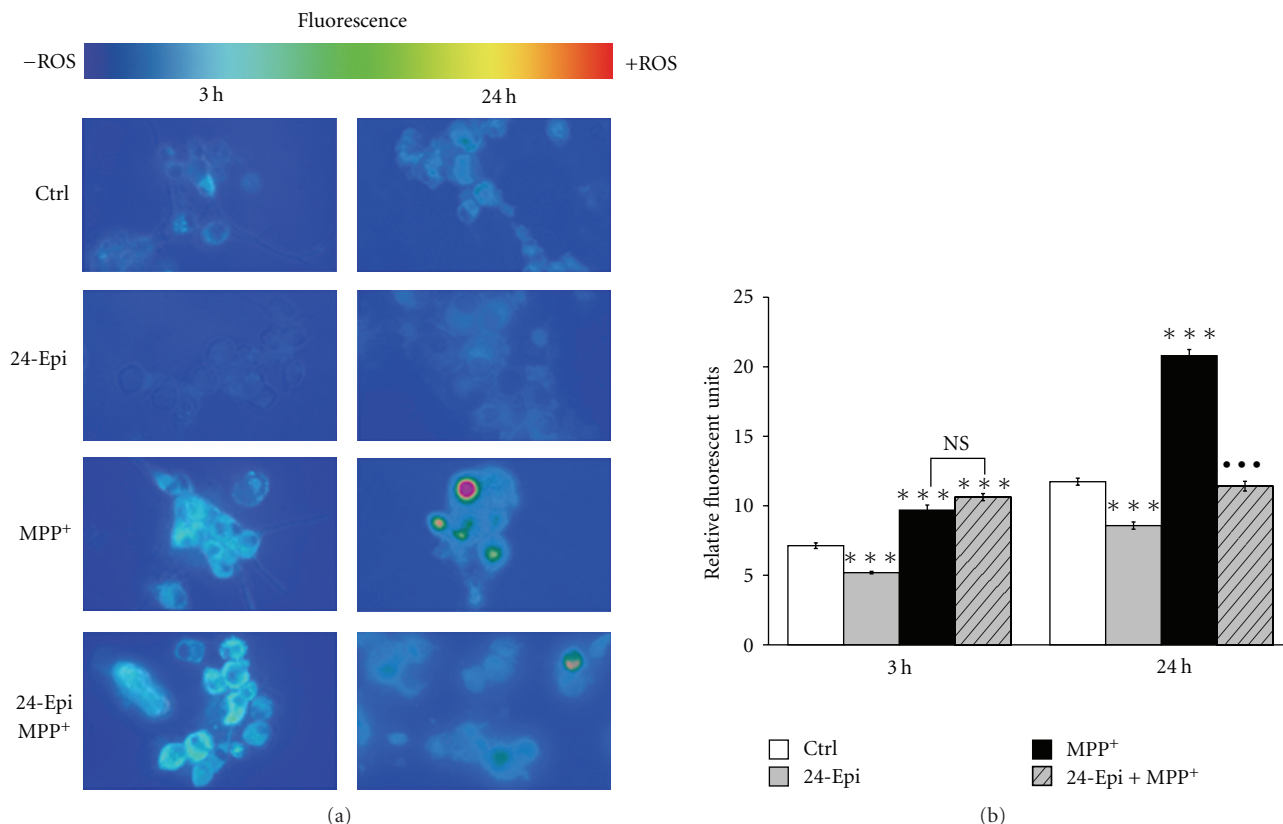 Fluorescence
−ROS
+ROS
3 h
24 h
Ctrl
24-Epi
MPP+
24-Epi
MPP+
(a)
25
20
15
10
5
0
Relative fluorescent units
***
***
***
NS
***
***
•••
3 h
24 h
Ctrl
24-Epi
MPP+
24-Epi + MPP+
(b)